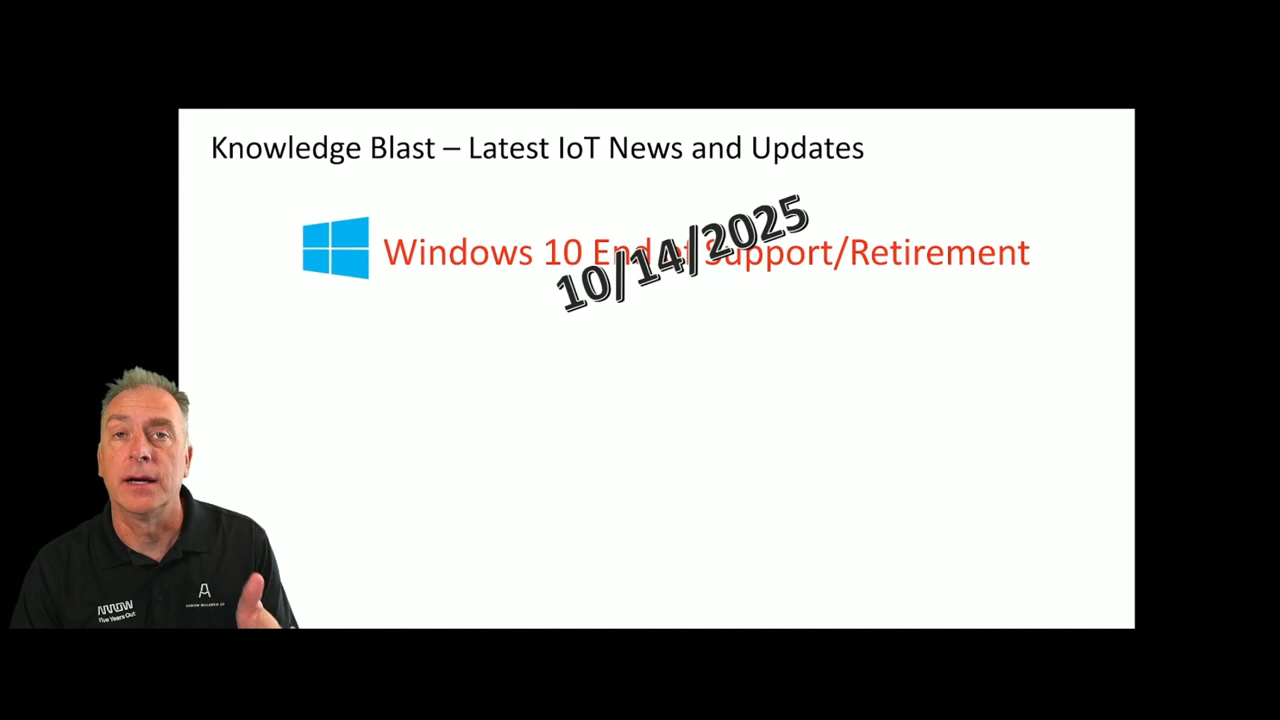 Knowledge Blast – Latest IoT News and Updates
Windows 10 End of Support/Retirement
10/14/2025
ARROW
Five Years Out